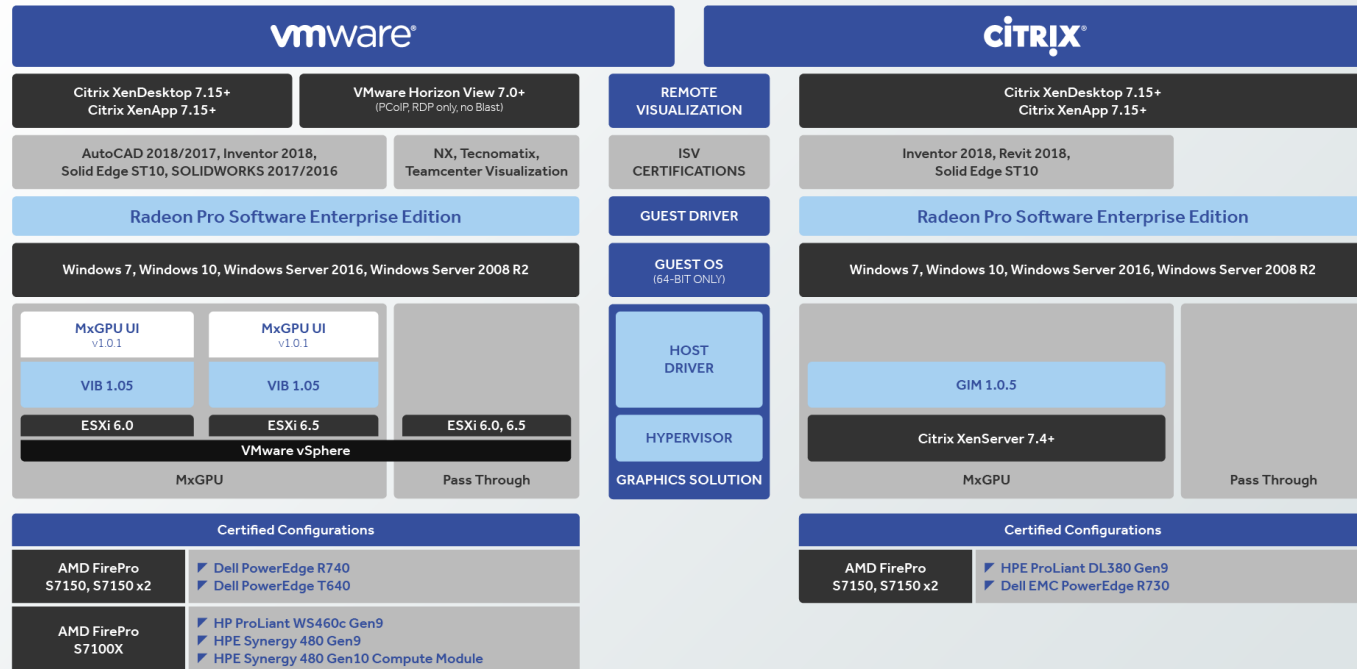 vmware®
CİTRIX®
Citrix XenDesktop 7.15+
Citrix XenApp 7.15+
VMware Horizon View 7.0+
(PCoIP, RDP only, no Blast)
REMOTE
VISUALIZATION
Citrix XenDesktop 7.15+
Citrix XenApp 7.15+
AutoCAD 2018/2017, Inventor 2018,
Solid Edge ST10, SOLIDWORKS 2017/2016
NX, Tecnomatix,
Teamcenter Visualization
ISV
CERTIFICATIONS
Inventor 2018, Revit 2018,
Solid Edge ST10
Radeon Pro Software Enterprise Edition
GUEST DRIVER
Radeon Pro Software Enterprise Edition
Windows 7, Windows 10, Windows Server 2016, Windows Server 2008 R2
GUEST OS
(64-BIT ONLY)
Windows 7, Windows 10, Windows Server 2016, Windows Server 2008 R2
MxGPU UI
v1.0.1
MxGPU UI
v1.0.1
VIB 1.05
VIB 1.05
ESXi 6.0
ESXi 6.5
ESXi 6.0, 6.5
VMware vSphere
MxGPU
Pass Through
HOST
DRIVER
HYPERVISOR
GRAPHICS SOLUTION
GIM 1.0.5
Citrix XenServer 7.4+
MxGPU
Pass Through
Certified Configurations
AMD FirePro
S7150, S7150 x2
Dell PowerEdge R740
Dell PowerEdge T640
AMD FirePro
S7100X
HP ProLiant WS460c Gen9
HPE Synergy 480 Gen9
HPE Synergy 480 Gen10 Compute Module
Certified Configurations
AMD FirePro
S7150, S7150 x2
HPE ProLiant DL380 Gen9
Dell EMC PowerEdge R730